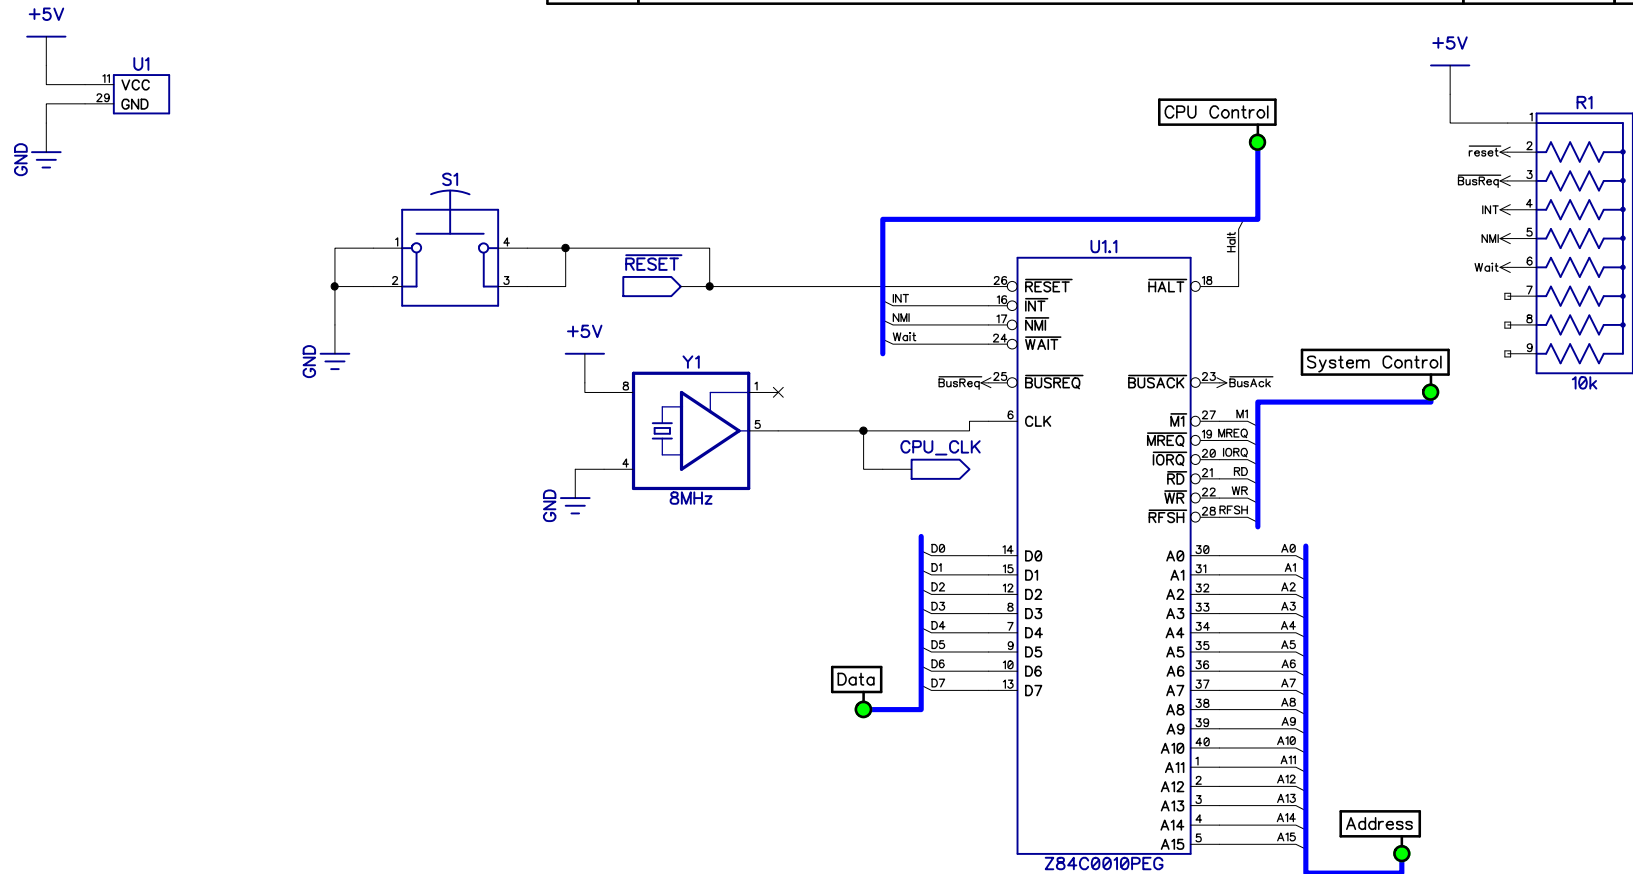 +5V
U1
11 VCC
29 GND
GND
+5V
R1
1
reset 2
BusReq 3
INT 4
NMI 5
Wait 6
7
8
9
10k
CPU Control
S1
1 4
2 3
GND
RESET
U1.1
26 RESET
INT 16 INT
NMI 17 NMI
Wait 24 WAIT
BusReq 25 BUSREQ
6 CLK
HALT 18 Halt
BUSACK 23 BusAck
M1 27 M1
MREQ 19 MREQ
IORQ 20 IORQ
RD 21 RD
WR 22 WR
RFSH 28 RFSH
System Control
+5V
Y1
8 1
5
4
8MHz
GND
CPU_CLK
D0 14 D0
D1 15 D1
D2 12 D2
D3 8 D3
D4 7 D4
D5 9 D5
D6 10 D6
D7 13 D7
Data
A0 30 A0
A1 31 A1
A2 32 A2
A3 33 A3
A4 34 A4
A5 35 A5
A6 36 A6
A7 37 A7
A8 38 A8
A9 39 A9
A10 40 A10
A11 1 A11
A12 2 A12
A13 3 A13
A14 4 A14
A15 5 A15
Address
Z84C0010PEG